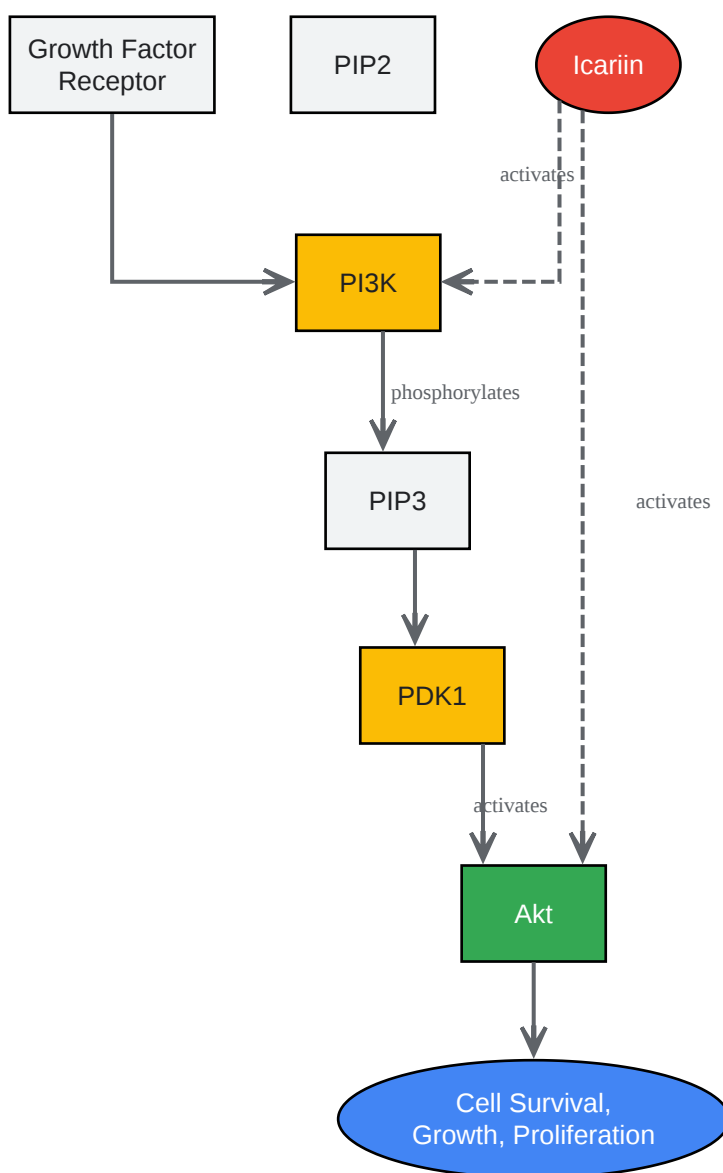 Growth Factor
Receptor
PIP2
Icariin
activates
PI3K
phosphorylates
PIP3
activates
PDK1
activates
Akt
Cell Survival,
Growth, Proliferation